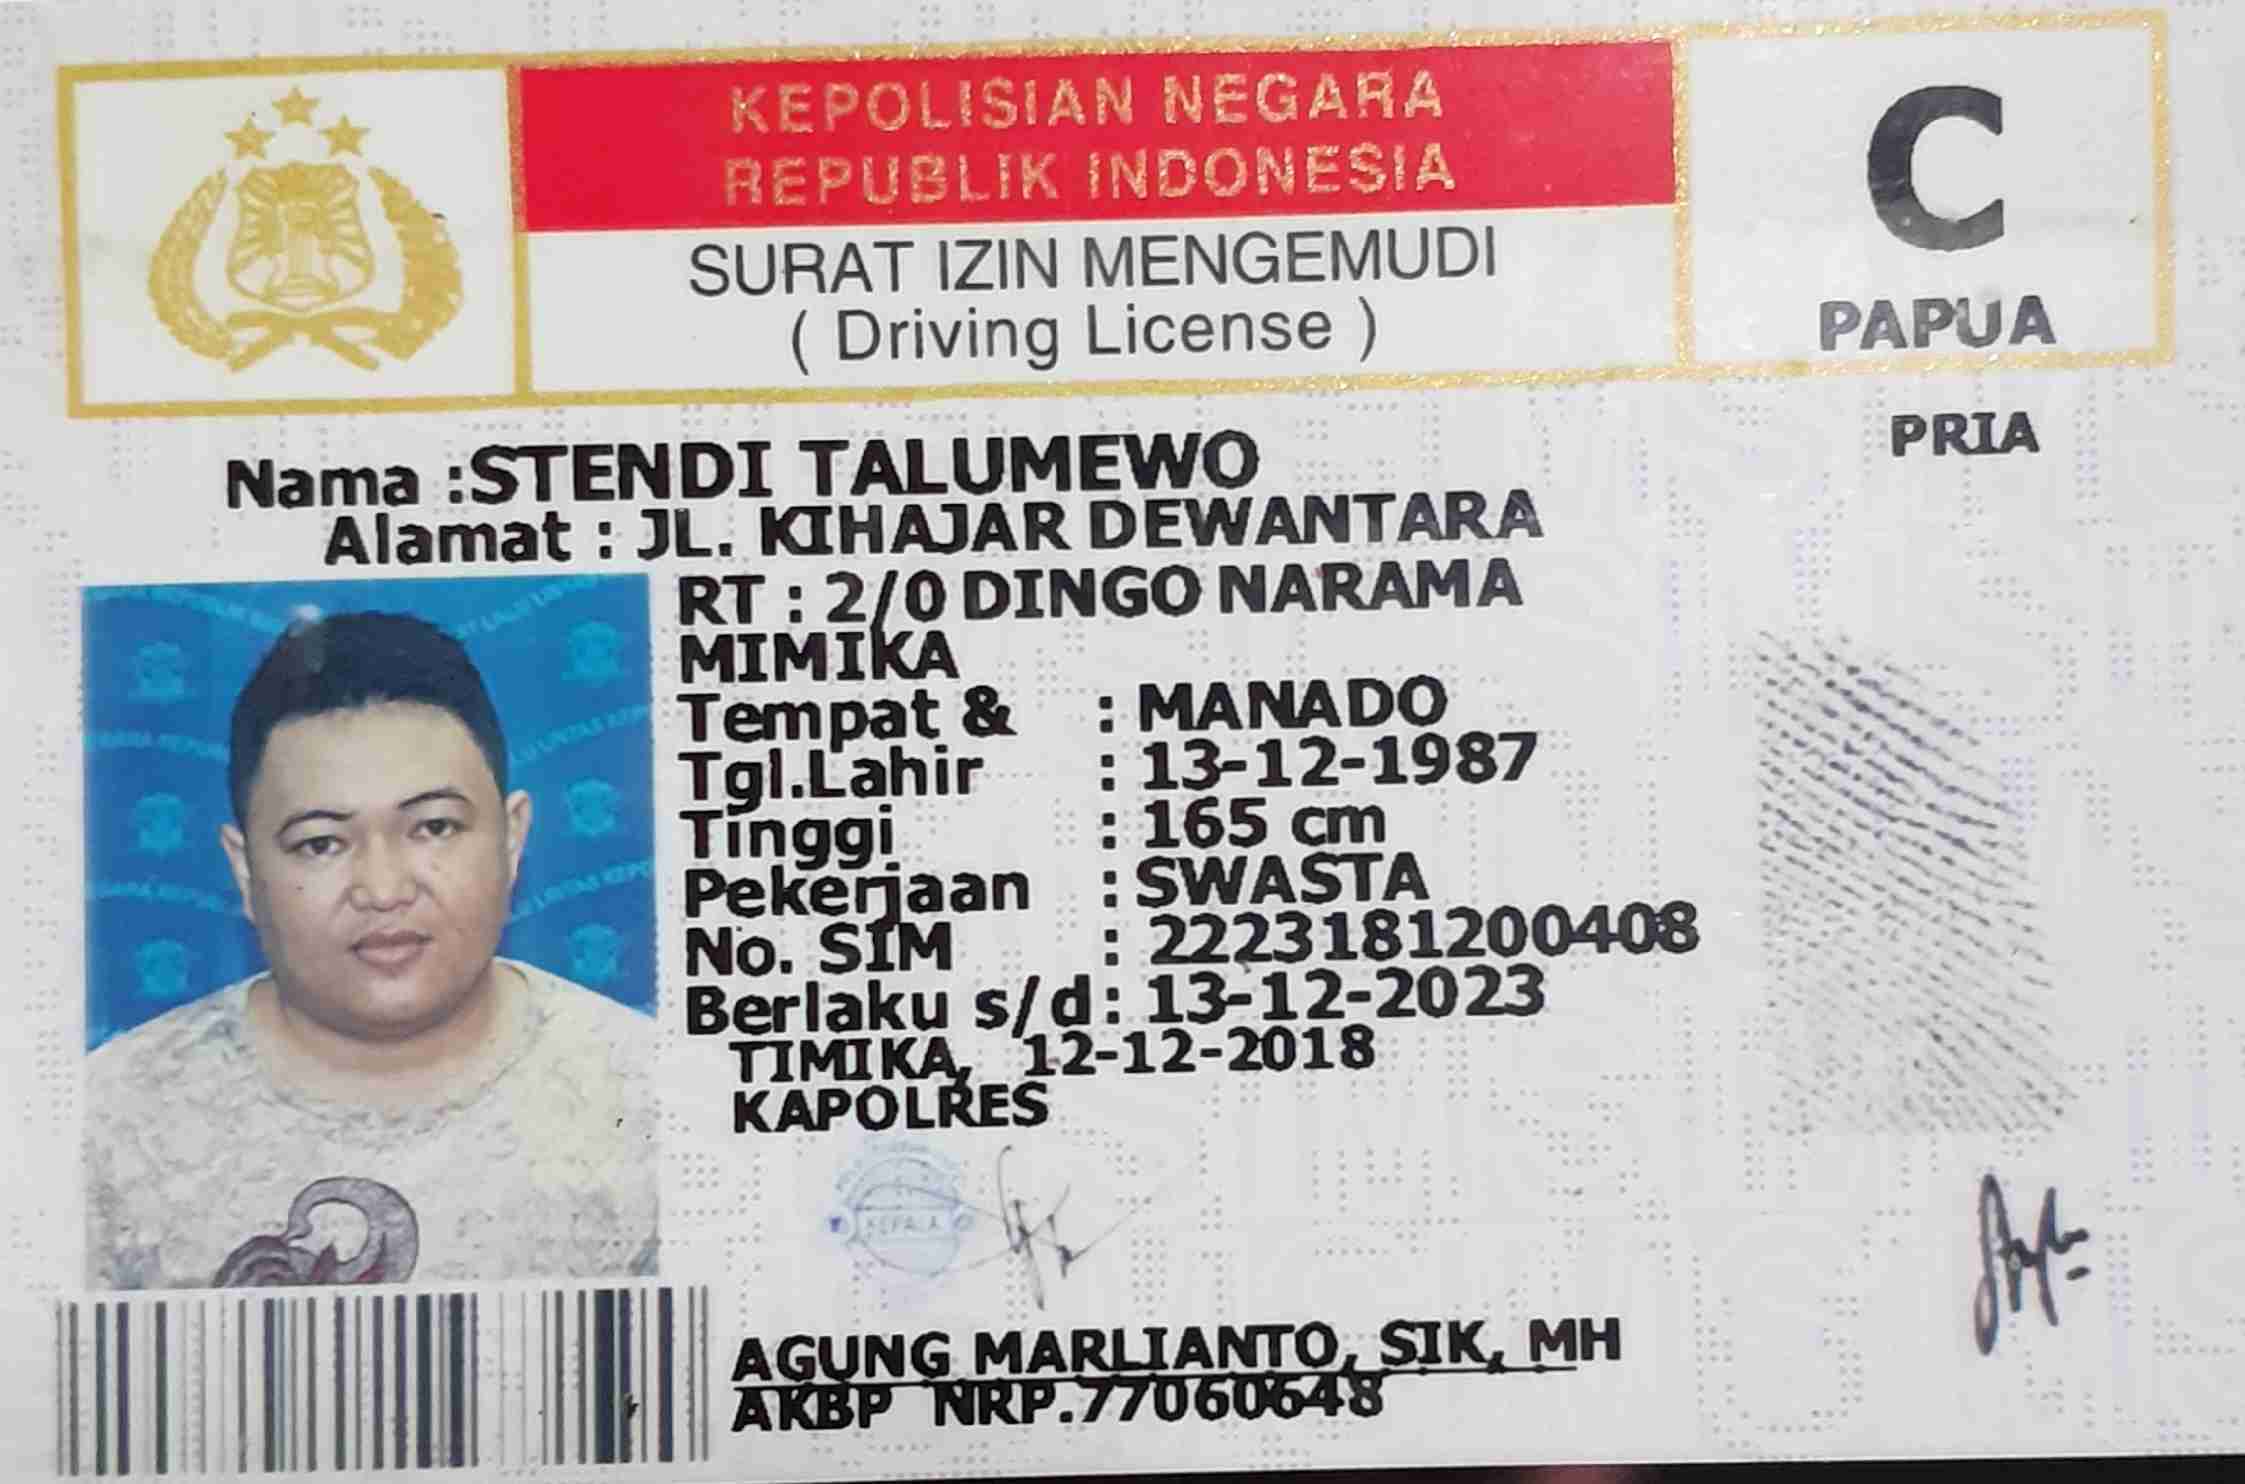 KEPOLISIAN NEGARA
REPUBLIK INDONESIA
SURAT IZIN MENGEMUDI
( Driving License )
C
PAPUA
PRIA
Nama :STENDI TALUMEWO
Alamat : JL. KIHAJAR DEWANTARA
RT : 2/0 DINGO NARAMA
MIMIKA
Tempat & : MANADO
Tgl.Lahir : 13-12-1987
Tinggi : 165 cm
Pekerjaan : SWASTA
No. SIM : 2223181200408
Berlaku s/d : 13-12-2023
TIMIKA, 12-12-2018
KAPOLRES
KEPALA
AGUNG MARLIANTO, SIK, MH
AKBP NRP.77060648